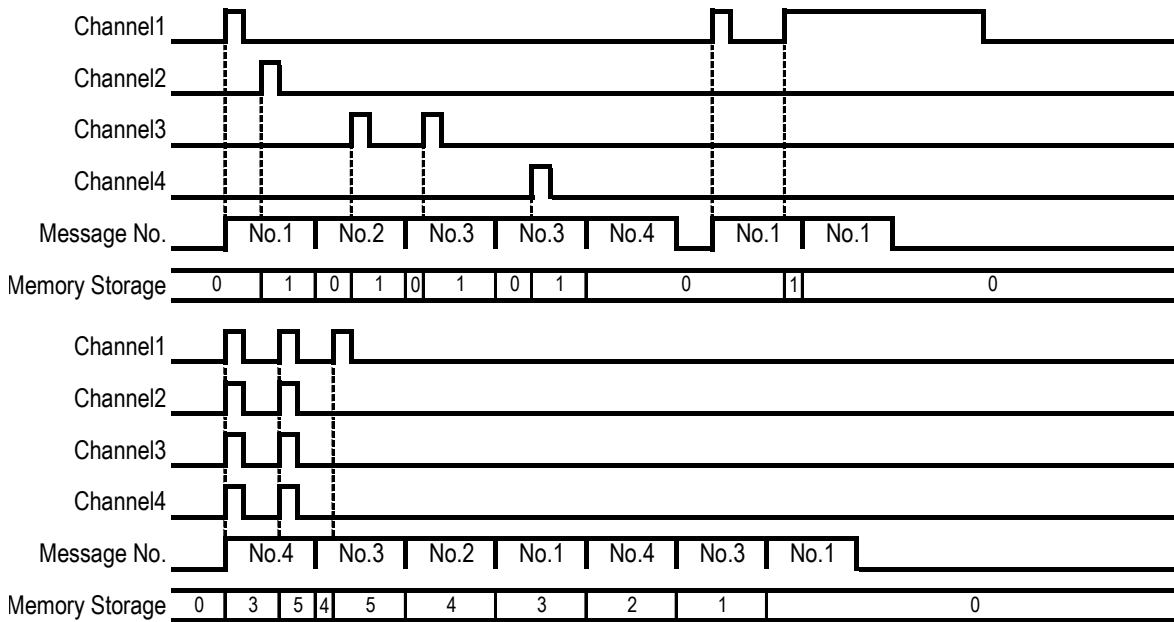 Channel1
Channel2
Channel3
Channel4
Message No. No.1 No.2 No.3 No.3 No.4 No.1 No.1
Memory Storage 0 1 0 1 0 1 0 1 0 1 0
Channel1
Channel2
Channel3
Channel4
Message No. No.4 No.3 No.2 No.1 No.4 No.3 No.1
Memory Storage 0 3 5 4 5 4 3 2 1 0